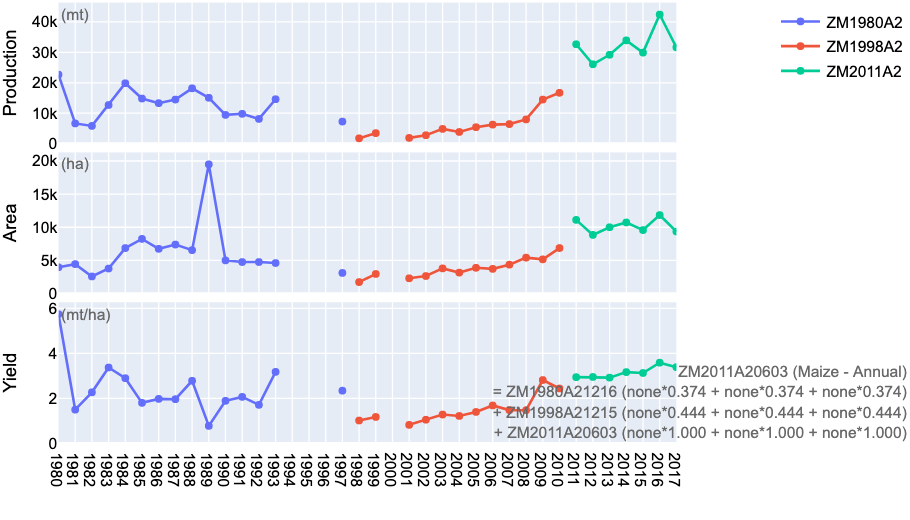 Production
(mt)
40k
30k
20k
10k
0
ZM1980A2
ZM1998A2
ZM2011A2
Area
(ha)
20k
15k
10k
5k
0
Yield
(mt/ha)
6
4
2
0
ZM2011A20603 (Maize - Annual)
= ZM1980A21216 (none*0.374 + none*0.374 + none*0.374)
+ ZM1998A21215 (none*0.444 + none*0.444 + none*0.444)
+ ZM2011A20603 (none*1.000 + none*1.000 + none*1.000)
1980
1981
1982
1983
1984
1985
1986
1987
1988
1989
1990
1991
1992
1993
1994
1995
1996
1997
1998
1999
2000
2001
2002
2003
2004
2005
2006
2007
2008
2009
2010
2011
2012
2013
2014
2015
2016
2017